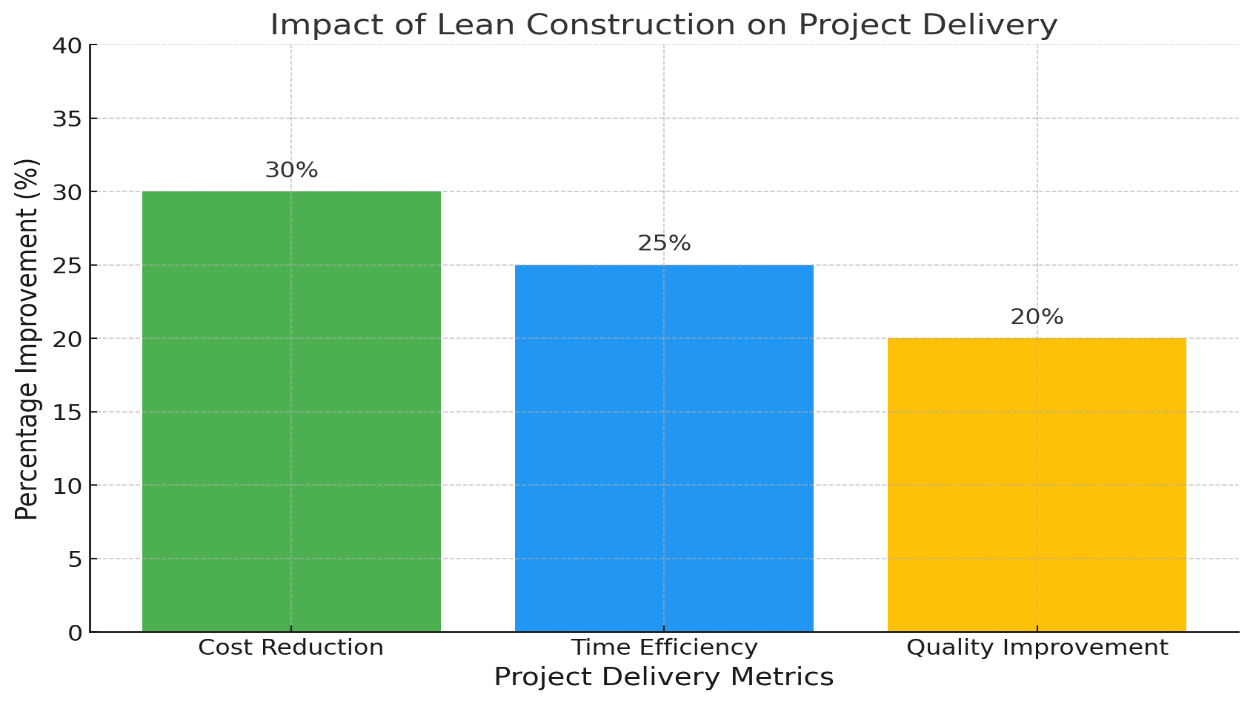 Impact of Lean Construction on Project Delivery
40
35
30
25
20
15
10
5
0
Percentage Improvement (%)
30%
25%
20%
Cost Reduction
Time Efficiency
Quality Improvement
Project Delivery Metrics